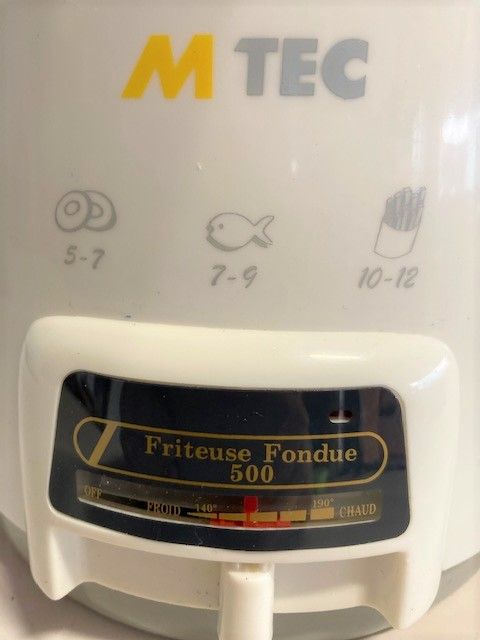 M TEC
5-7
7-9
10-12
Friteuse Fondue
500
OFF FROID 140° 190° CHAUD